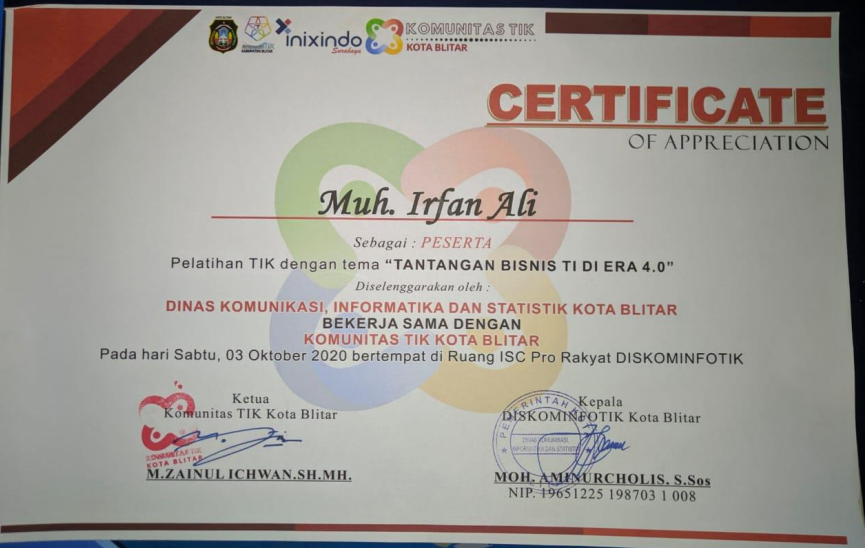 inixindo
Surabaya
KOMUNITAS TIK
KOTA BLITAR
CERTIFICATE
OF APPRECIATION
Muh. Irfan Ali
Sebagai : PESERTA
Pelatihan TIK dengan tema “TANTANGAN BISNIS TI DI ERA 4.0”
Diselenggarakan oleh :
DINAS KOMUNIKASI, INFORMATIKA DAN STATISTIK KOTA BLITAR
BEKERJA SAMA DENGAN
KOMUNITAS TIK KOTA BLITAR
Pada hari Sabtu, 03 Oktober 2020 bertempat di Ruang ISC Pro Rakyat DISKOMINFOTIK
Ketua
Komunitas TIK Kota Blitar
KOTA BLITAR
M.ZAINUL ICHWAN.SH.MH.
Kepala
DISKOMINFOTIK Kota Blitar
DINAS KOMUNIKASI,
INFORMATIKA DAN STATISTIK
MOH. AMINURCHOLIS. S.Sos
NIP. 19651225 198703 1 008